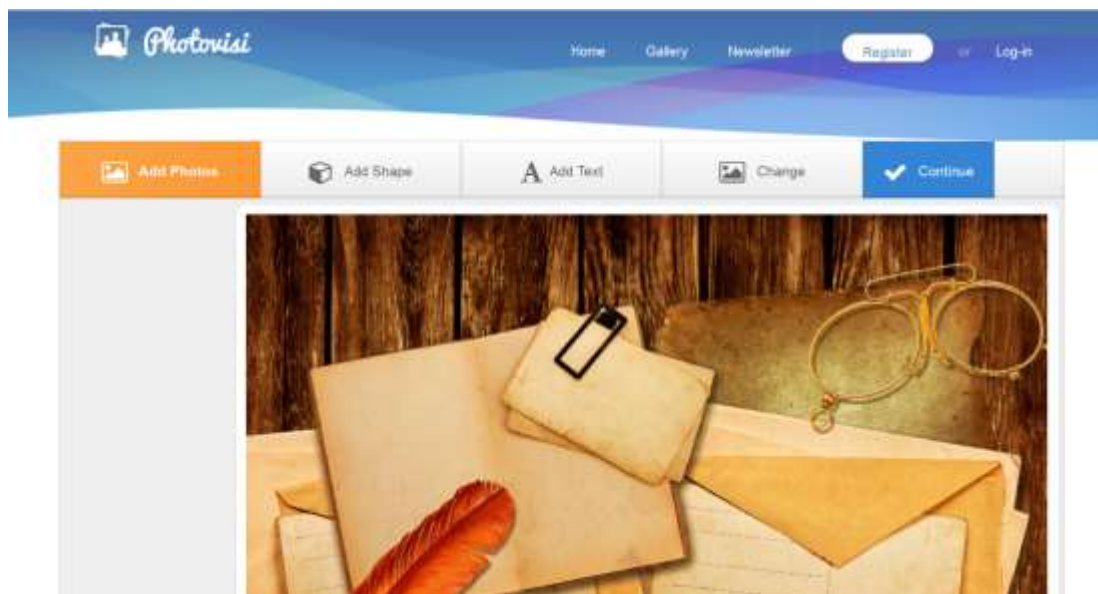 Photovisi
Home Gallery Newsletter Register or Log-in
Add Photos Add Shape Add Text Change Continue